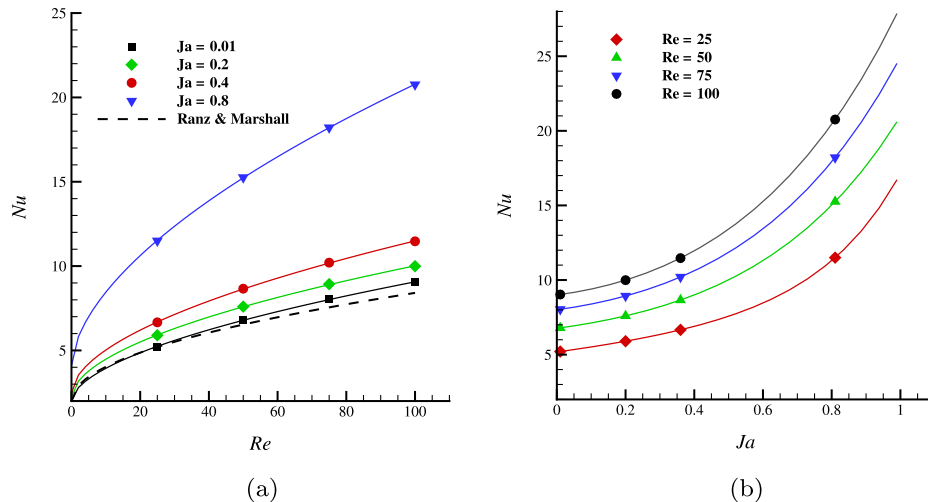 Ja = 0.01
Ja = 0.2
Ja = 0.4
Ja = 0.8
Ranz & Marshall
Nu
20
15
10
5
0 20 40 60 80 100
Re
(a)
Re = 25
Re = 50
Re = 75
Re = 100
Nu
25
20
15
10
5
0 0.2 0.4 0.6 0.8 1
Ja
(b)